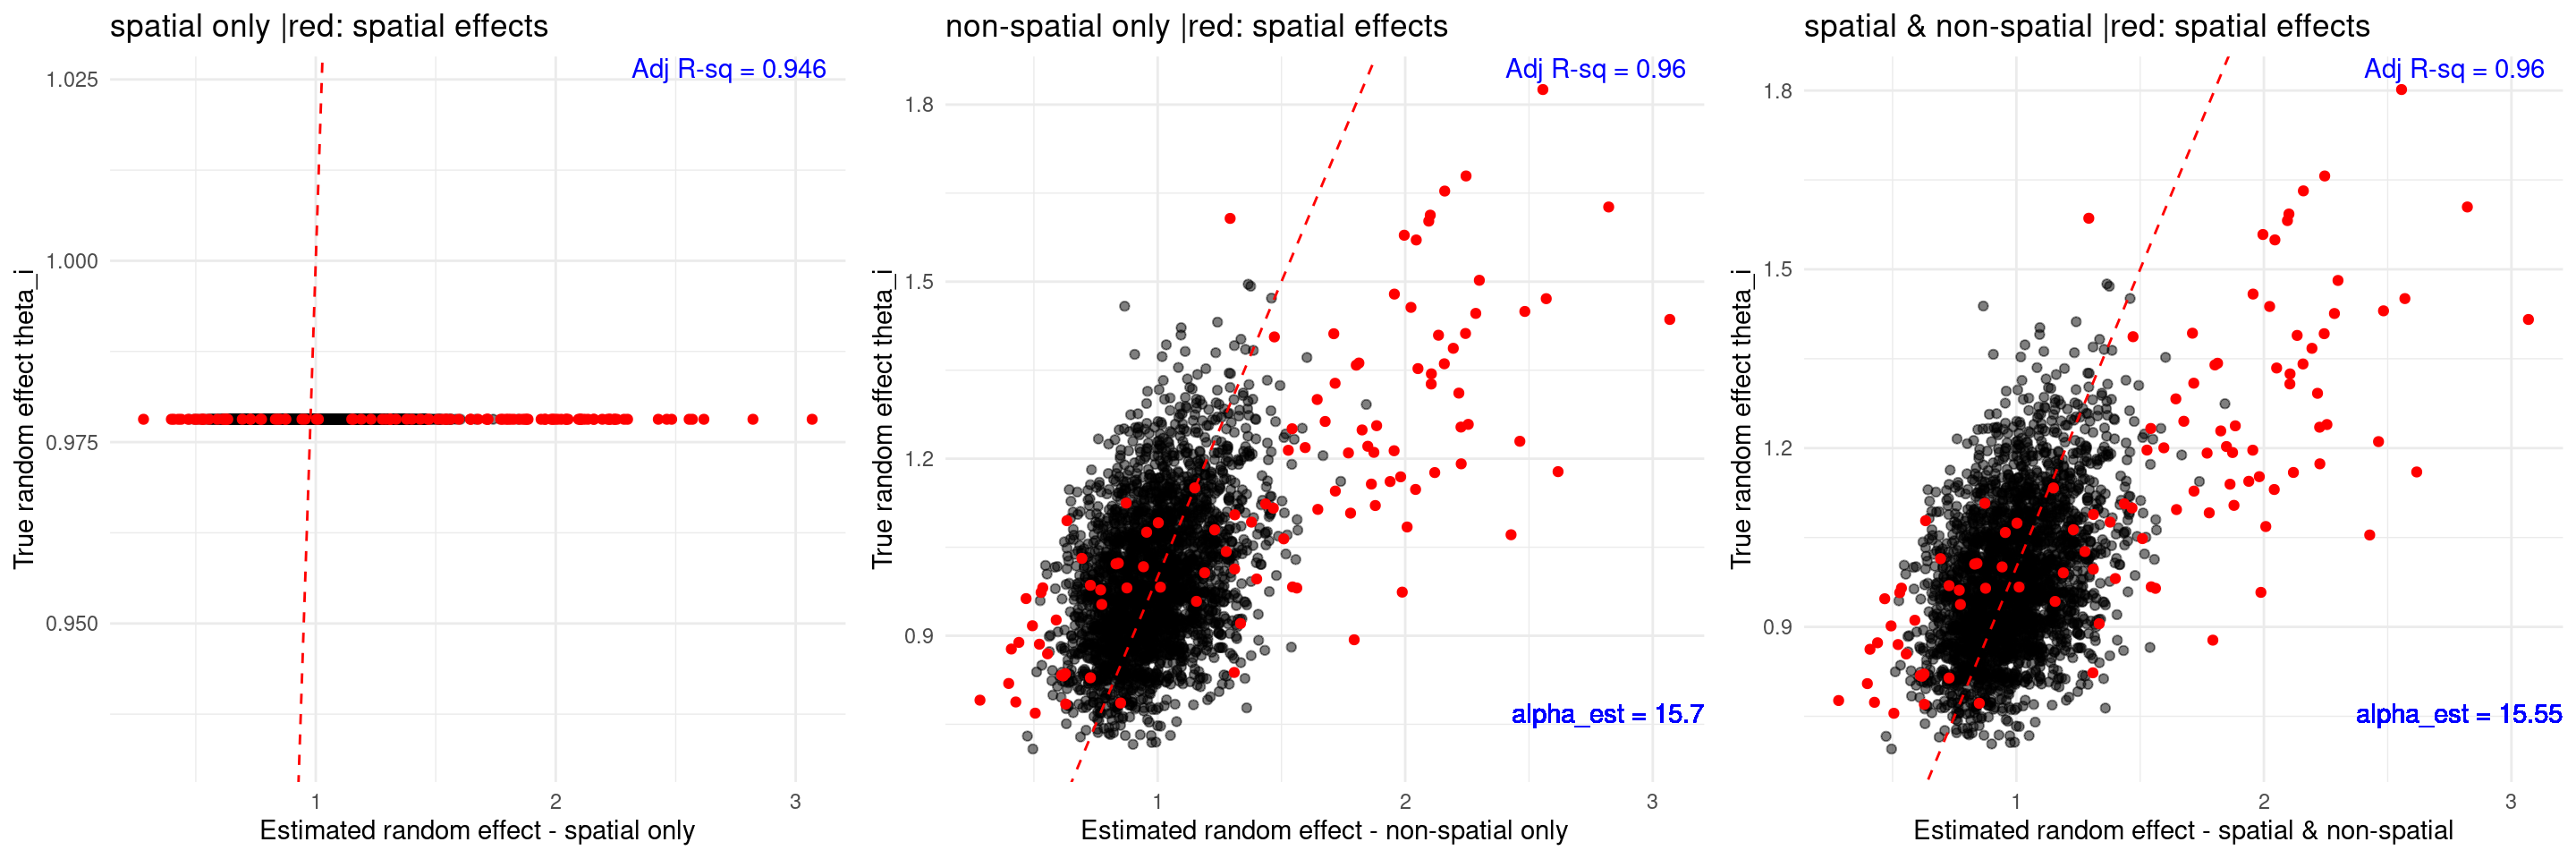 spatial only |red: spatial effects
Adj R-sq = 0.946
1.025
1.000
0.975
0.950
True random effect theta_i
1
2
3
Estimated random effect - spatial only
non-spatial only |red: spatial effects
Adj R-sq = 0.96
1.8
1.5
1.2
0.9
True random effect theta_i
alpha_est = 15.7
1
2
3
Estimated random effect - non-spatial only
spatial & non-spatial |red: spatial effects
Adj R-sq = 0.96
1.8
1.5
1.2
0.9
True random effect theta_i
alpha_est = 15.55
1
2
3
Estimated random effect - spatial & non-spatial